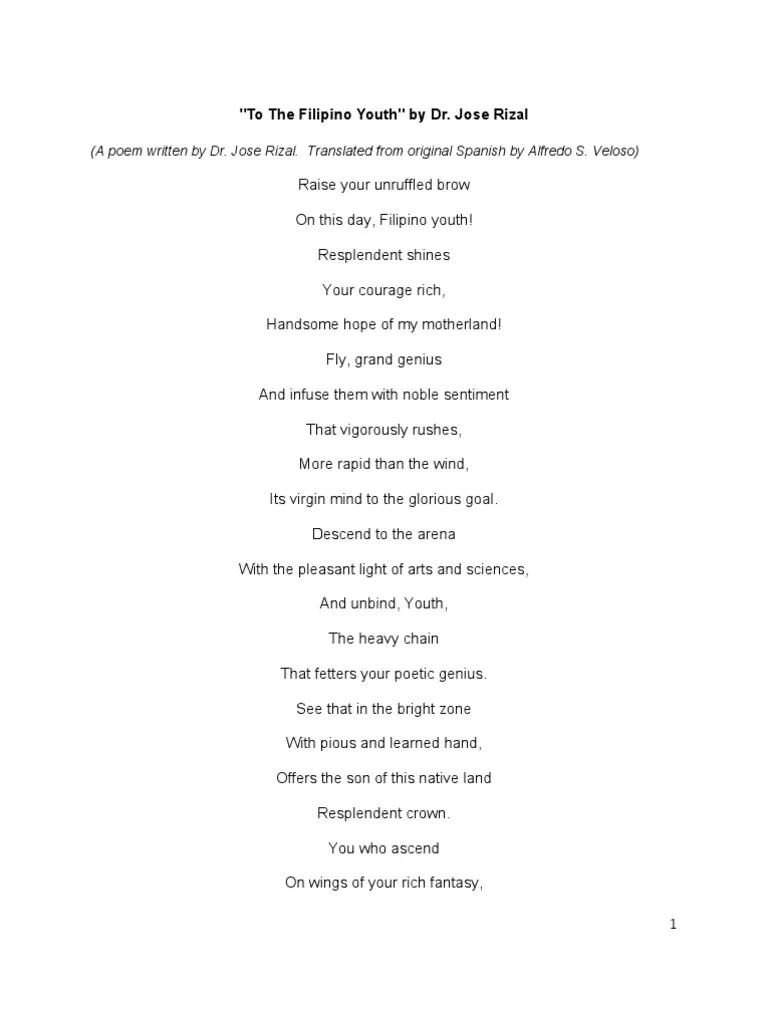 "To The Filipino Youth" by Dr. Jose Rizal
(A poem written by Dr. Jose Rizal.  Translated from original Spanish by Alfredo S. Veloso)
Raise your unruffled brow
On this day, Filipino youth!
Resplendent shines
Your courage rich,
Handsome hope of my motherland!
Fly, grand genius
And infuse them with noble sentiment
That vigorously rushes,
More rapid than the wind,
Its virgin mind to the glorious goal.
Descend to the arena
With the pleasant light of arts and sciences,
And unbind, Youth,
The heavy chain
That fetters your poetic genius.
See that in the bright zone
With pious and learned hand,
Offers the son of this native land
Resplendent crown.
You who ascend
On wings of your rich fantasy,
1